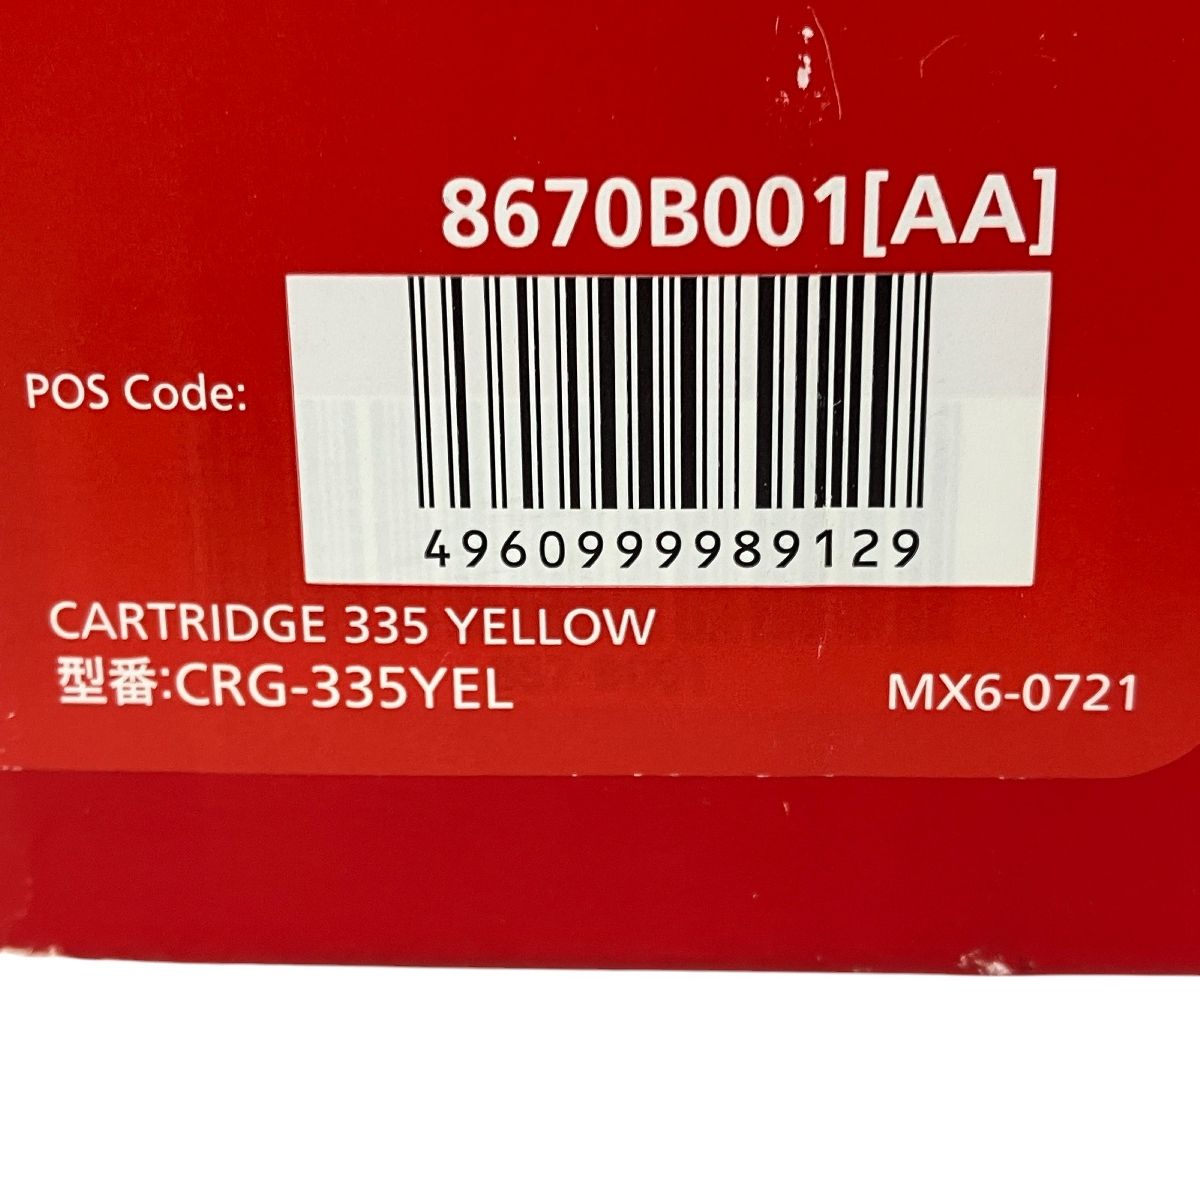 8670B001[AA]
POS Code:
4960999989129
CARTRIDGE 335 YELLOW
型番:CRG-335YEL
MX6-0721